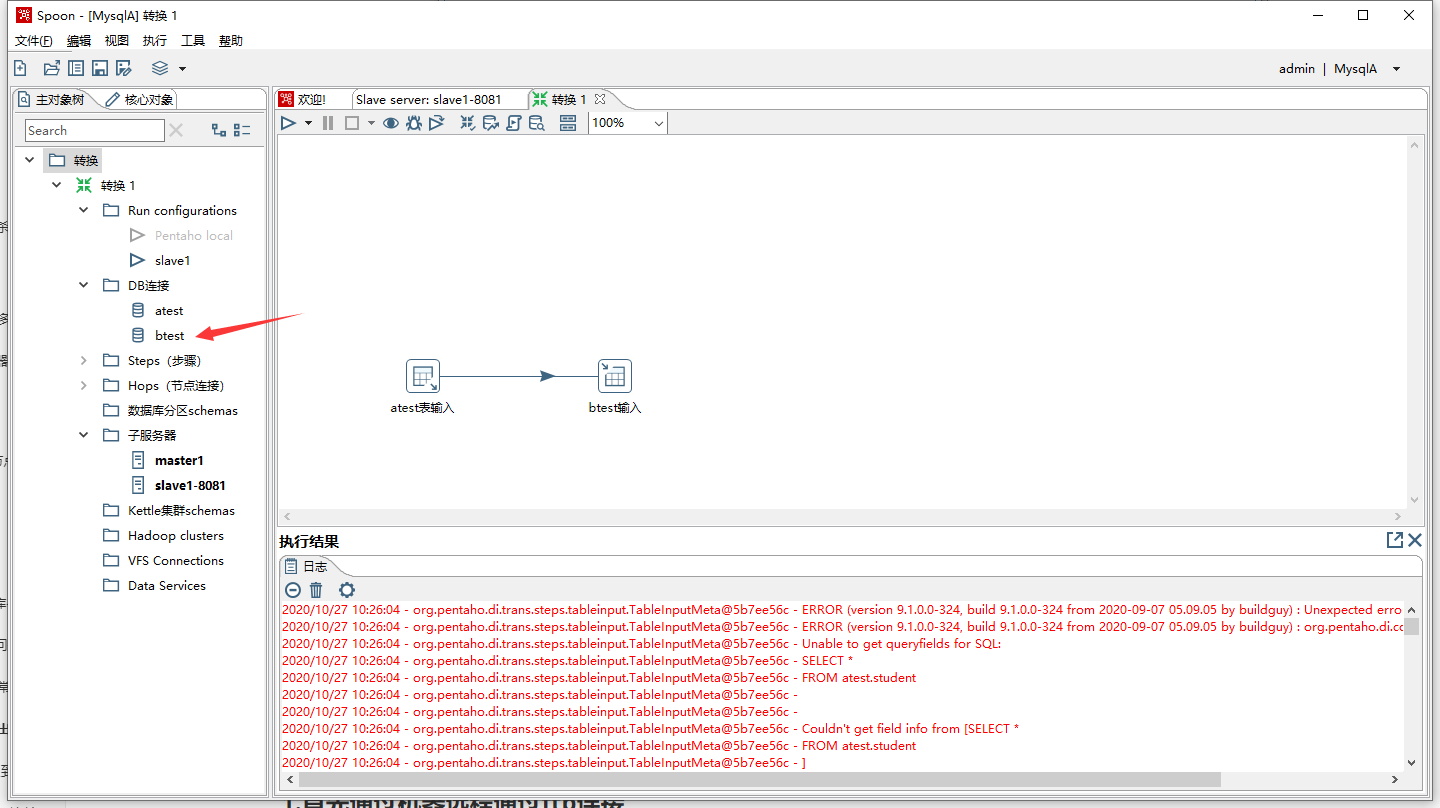 Spoon - [MysqlA] 转换 1
文件(F) 编辑 视图 执行 工具 帮助
admin | MysqlA
主对象树 核心对象
欢迎! Slave server: slave1-8081 转换 1
Search
100%
转换
转换 1
Run configurations
Pentaho local
slave1
DB连接
atest
btest
Steps（步骤）
Hops（节点连接）
数据库分区schemas
子服务器
master1
slave1-8081
Kettle集群schemas
Hadoop clusters
VFS Connections
Data Services
atest表输入 btest输入
执行结果
日志
2020/10/27 10:26:04 - org.pentaho.di.trans.steps.tableinput.TableInputMeta@5b7ee56c - ERROR (version 9.1.0.0-324, build 9.1.0.0-324 from 2020-09-07 05.09.05 by buildguy) : Unexpected erro
2020/10/27 10:26:04 - org.pentaho.di.trans.steps.tableinput.TableInputMeta@5b7ee56c - ERROR (version 9.1.0.0-324, build 9.1.0.0-324 from 2020-09-07 05.09.05 by buildguy) : org.pentaho.di.cc
2020/10/27 10:26:04 - org.pentaho.di.trans.steps.tableinput.TableInputMeta@5b7ee56c - Unable to get queryfields for SQL:
2020/10/27 10:26:04 - org.pentaho.di.trans.steps.tableinput.TableInputMeta@5b7ee56c - SELECT *
2020/10/27 10:26:04 - org.pentaho.di.trans.steps.tableinput.TableInputMeta@5b7ee56c - FROM atest.student
2020/10/27 10:26:04 - org.pentaho.di.trans.steps.tableinput.TableInputMeta@5b7ee56c -
2020/10/27 10:26:04 - org.pentaho.di.trans.steps.tableinput.TableInputMeta@5b7ee56c -
2020/10/27 10:26:04 - org.pentaho.di.trans.steps.tableinput.TableInputMeta@5b7ee56c - Couldn't get field info from [SELECT *
2020/10/27 10:26:04 - org.pentaho.di.trans.steps.tableinput.TableInputMeta@5b7ee56c - FROM atest.student
2020/10/27 10:26:04 - org.pentaho.di.trans.steps.tableinput.TableInputMeta@5b7ee56c - ]